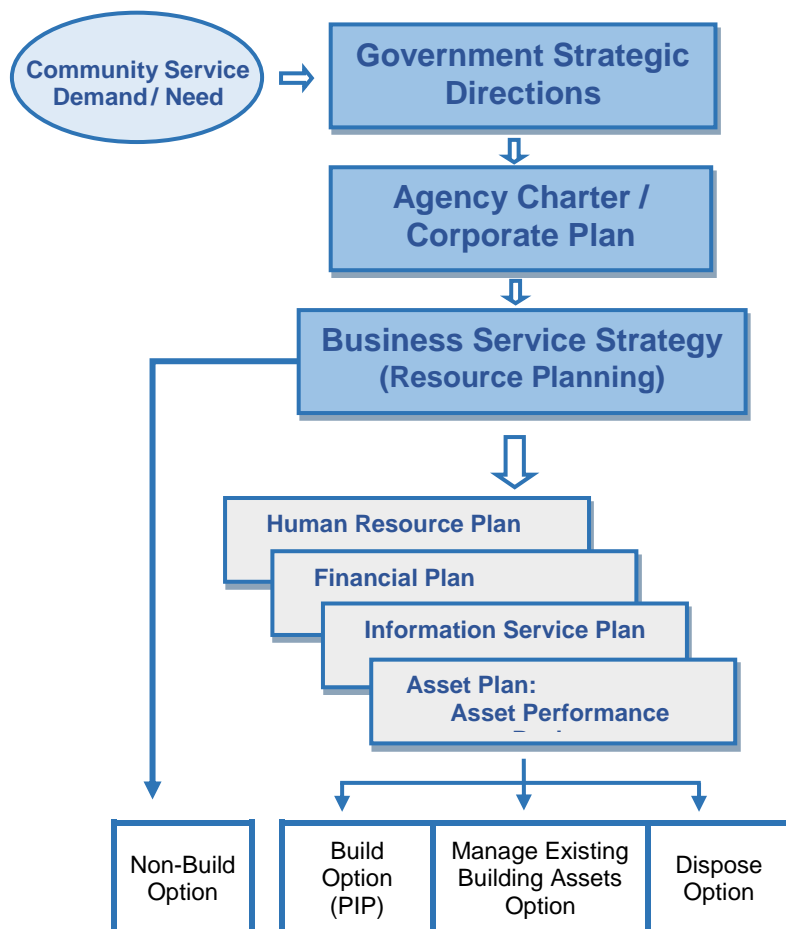 Community Service
Demand / Need
Government Strategic
Directions
Agency Charter /
Corporate Plan
Business Service Strategy
(Resource Planning)
Human Resource Plan
Financial Plan
Information Service Plan
Asset Plan:
Asset Performance
Non-Build
Option
Build
Option
(PIP)
Manage Existing
Building Assets
Option
Dispose
Option